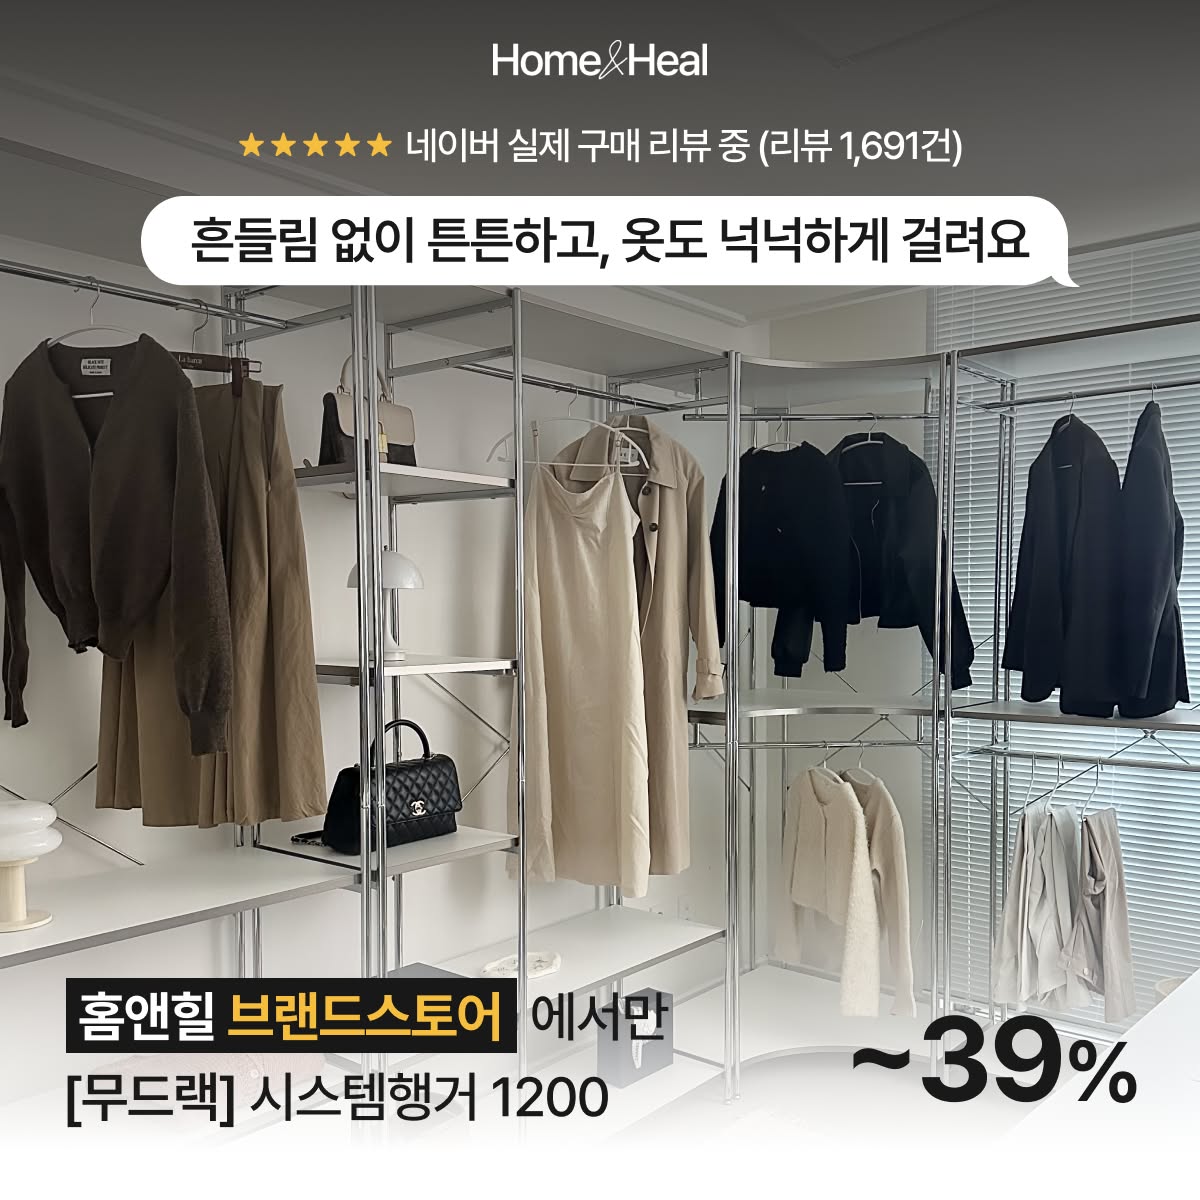 Home&Heal
★★★★★ 네이버 실제 구매 리뷰 중 (리뷰 1,691건)
흔들림 없이 튼튼하고, 옷도 넉넉하게 걸려요
La barca
홈앤힐 브랜드스토어 에서만
[무드랙] 시스템행거 1200
~39%